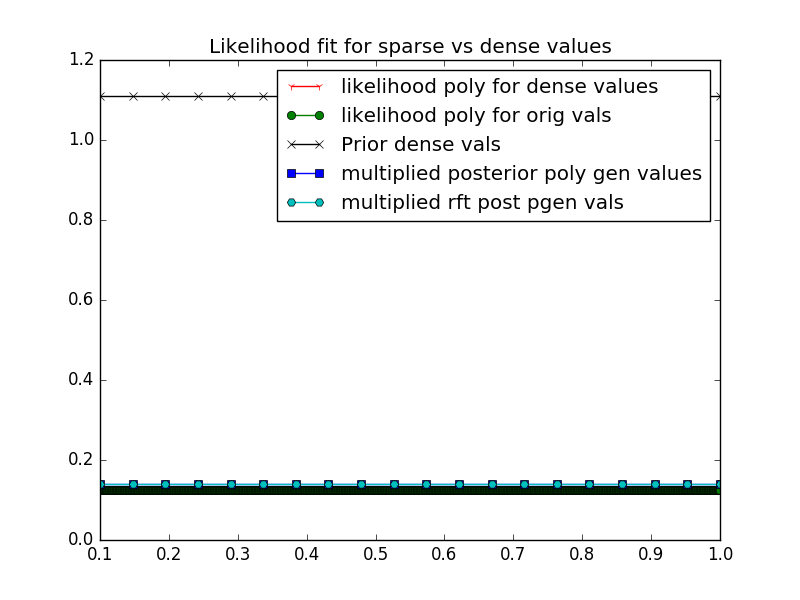 Likelihood fit for sparse vs dense values
1.2
likelihood poly for dense values
likelihood poly for orig vals
Prior dense vals
multiplied posterior poly gen values
multiplied rft post pgen vals
1.0
0.8
0.6
0.4
0.2
0.0
0.1 0.2 0.3 0.4 0.5 0.6 0.7 0.8 0.9 1.0